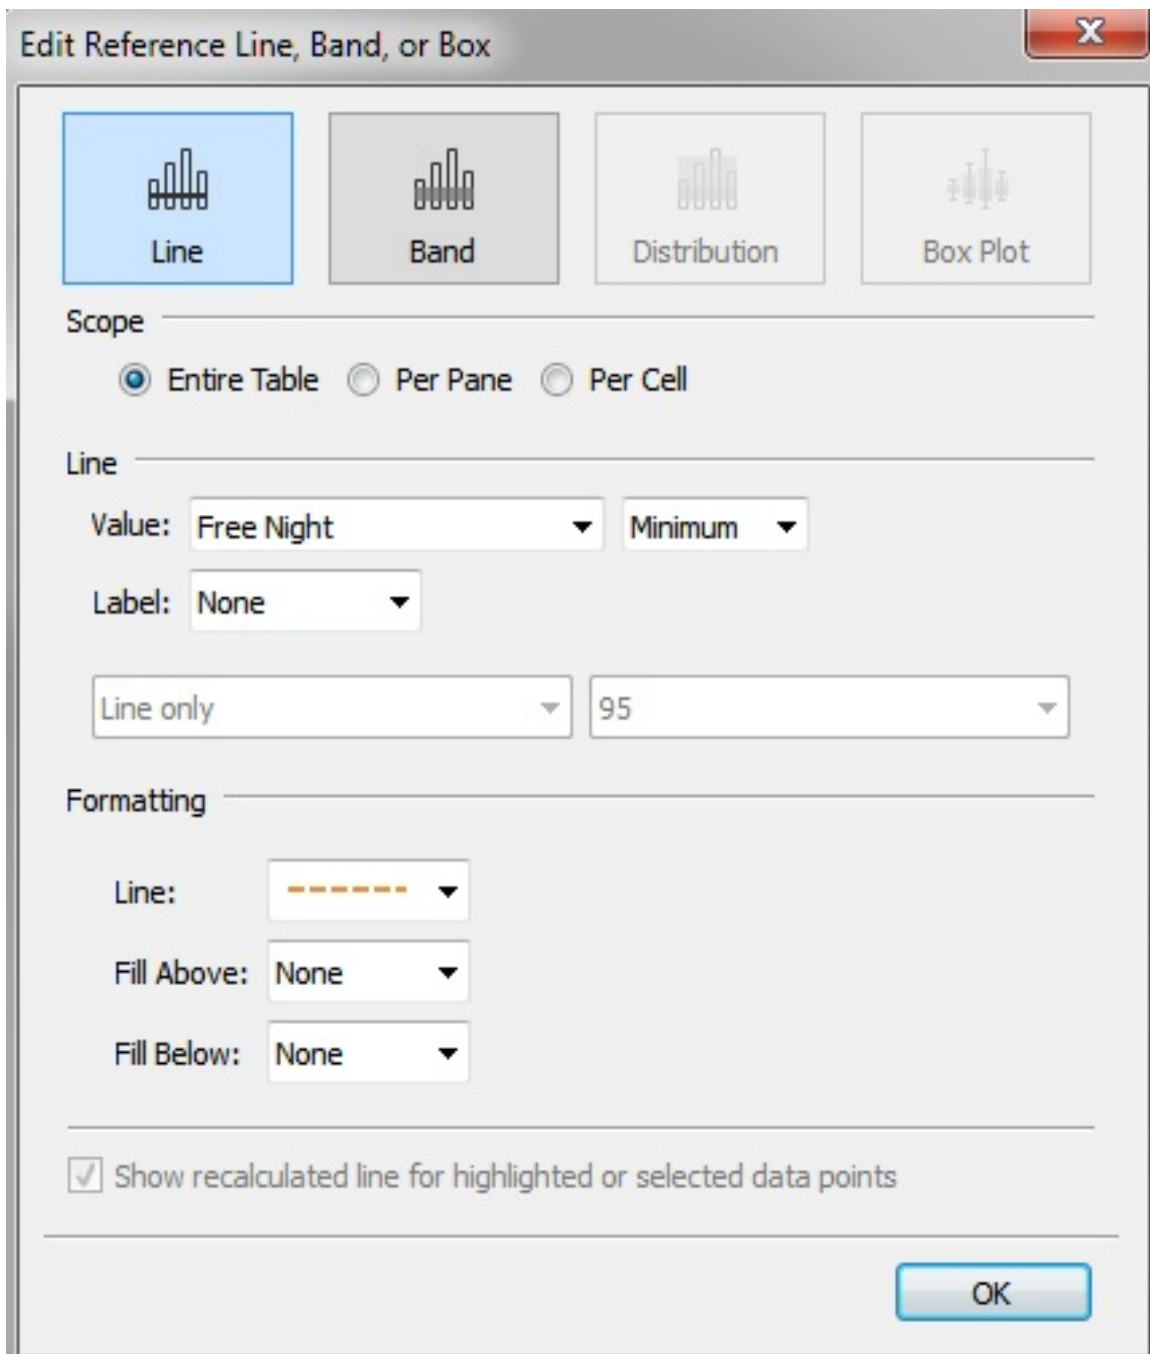 Edit Reference Line, Band, or Box
X
Line
Band
Distribution
Box Plot
Scope
Entire Table
Per Pane
Per Cell
Line
Value:
Free Night
Minimum
Label:
None
Line only
95
Formatting
Line:
Fill Above:
None
Fill Below:
None
Show recalculated line for highlighted or selected data points
OK